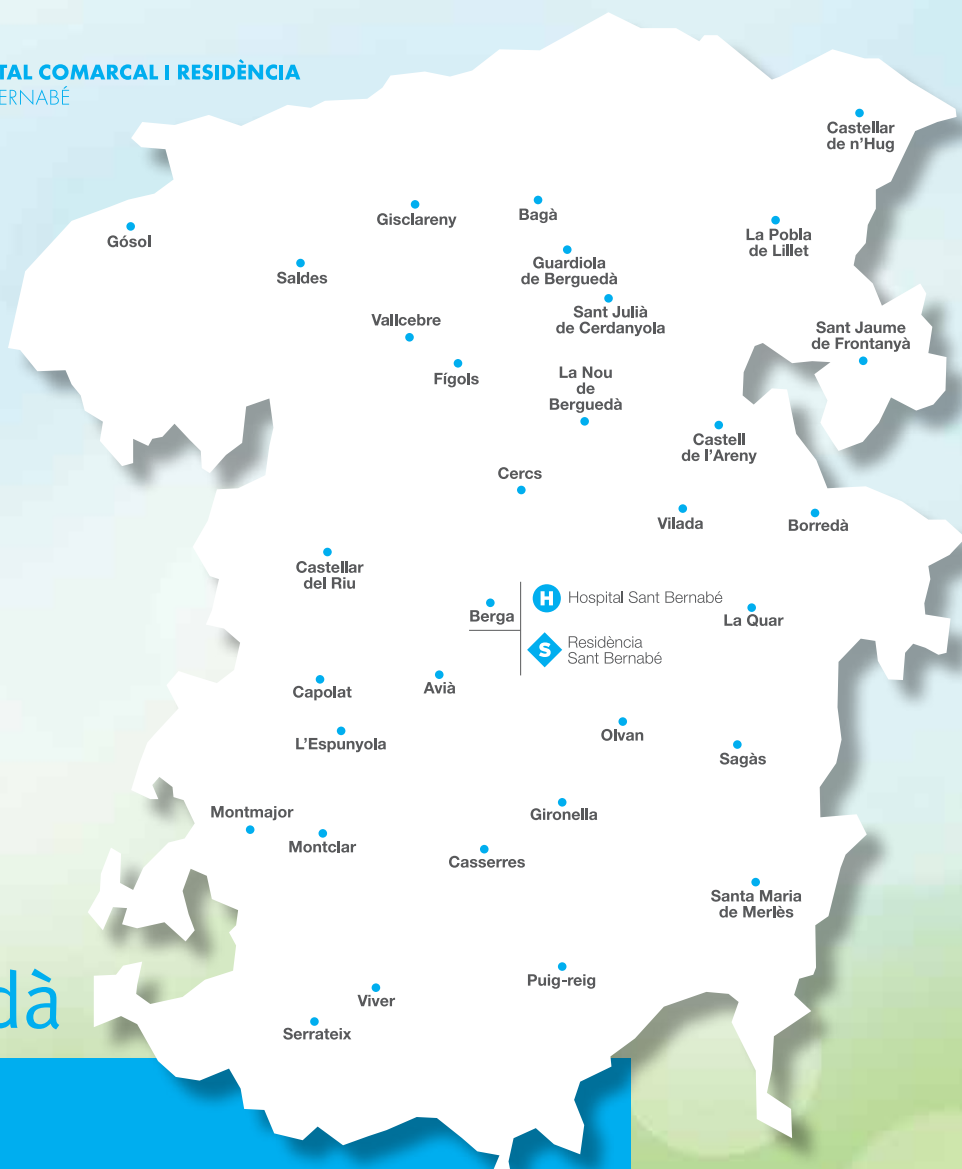 TAL COMARCAL I RESIDÈNCIA
ERNABÉ
Castellar
de n'Hug
Gisclareny
Bagà
Gósol
La Pobla
de Lillet
Saldes
Guardiola
de Berguedà
Sant Julià
de Cerdanyola
Vallcebre
Sant Jaume
de Frontanyà
Fígols
La Nou
de
Berguedà
Castell
de l'Areny
Cercs
Vilada
Borredà
Castellar
del Riu
Berga
H Hospital Sant Bernabé
S Residència
Sant Bernabé
La Quar
Capolat
Avià
L'Espunyola
Olvan
Sagàs
Montmajor
Montclar
Gironella
Casserres
Santa Maria
de Merlès
Puig-reig
Viver
Serrateix
dà